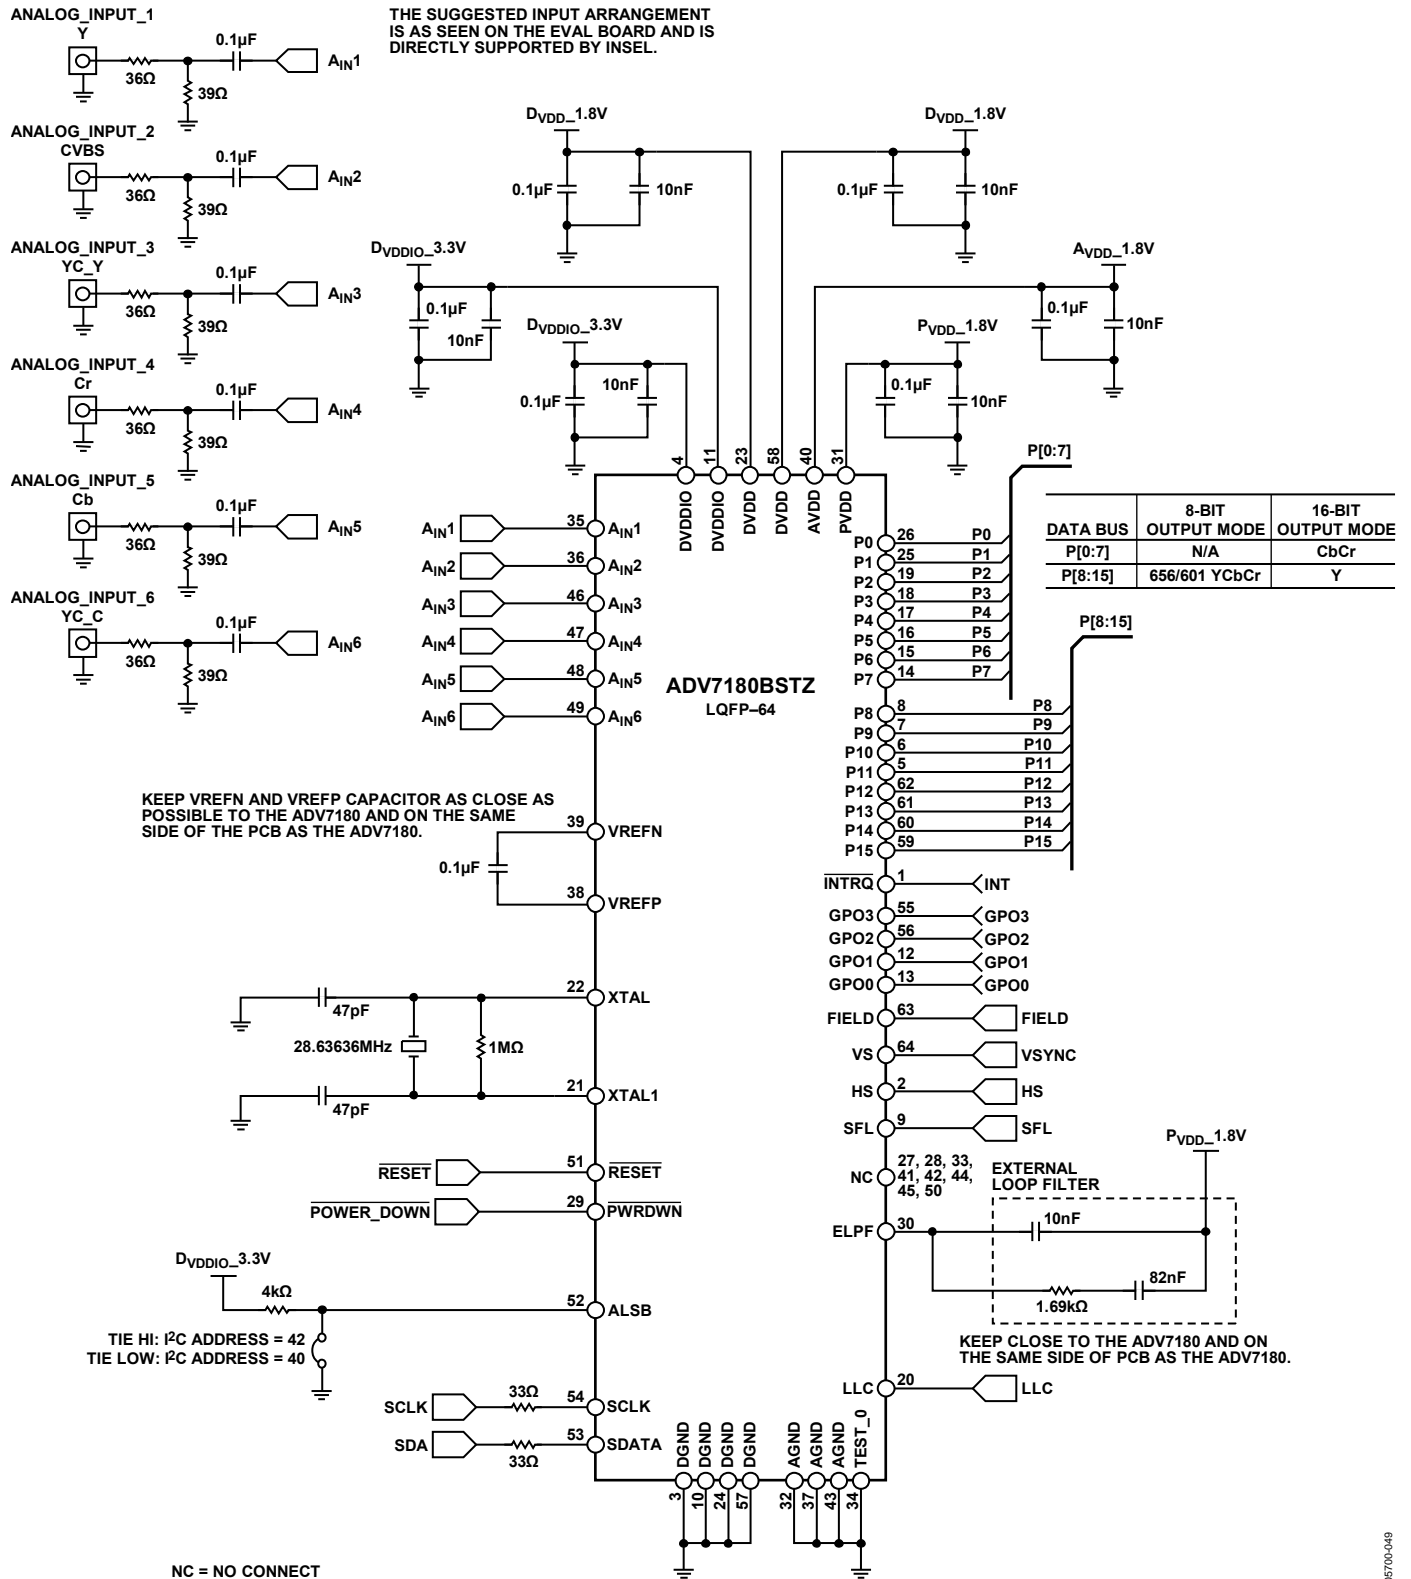 ANALOG_INPUT_1
Y
36Ω
39Ω
0.1µF
AIN1
THE SUGGESTED INPUT ARRANGEMENT
IS AS SEEN ON THE EVAL BOARD AND IS
DIRECTLY SUPPORTED BY INSEL.
ANALOG_INPUT_2
CVBS
36Ω
39Ω
0.1µF
AIN2
ANALOG_INPUT_3
YC_Y
36Ω
39Ω
0.1µF
AIN3
ANALOG_INPUT_4
Cr
36Ω
39Ω
0.1µF
AIN4
ANALOG_INPUT_5
Cb
36Ω
39Ω
0.1µF
AIN5
ANALOG_INPUT_6
YC_C
36Ω
39Ω
0.1µF
AIN6
DVDD_1.8V
0.1µF
10nF
DVDD_1.8V
0.1µF
10nF
DVDDIO_3.3V
0.1µF
10nF
DVDDIO_3.3V
0.1µF
10nF
AVDD_1.8V
0.1µF
10nF
PVDD_1.8V
0.1µF
10nF
4 DVDDIO
11 DVDDIO
23 DVDD
58 DVDD
40 AVDD
31 PVDD
AIN1 35 AIN1
AIN2 36 AIN2
AIN3 46 AIN3
AIN4 47 AIN4
AIN5 48 AIN5
AIN6 49 AIN6
ADV7180BSTZ
LQFP–64
P[0:7]
P0 26 P0
P1 25 P1
P2 19 P2
P3 18 P3
P4 17 P4
P5 16 P5
P6 15 P6
P7 14 P7
DATA BUS 8-BIT OUTPUT MODE 16-BIT OUTPUT MODE
P[0:7] N/A CbCr
P[8:15] 656/601 YCbCr Y
P[8:15]
P8 8 P8
P9 7 P9
P10 6 P10
P11 5 P11
P12 62 P12
P13 61 P13
P14 60 P14
P15 59 P15
KEEP VREFN AND VREFP CAPACITOR AS CLOSE AS
POSSIBLE TO THE ADV7180 AND ON THE SAME
SIDE OF THE PCB AS THE ADV7180.
39 VREFN
0.1µF
38 VREFP
INTRQ 1 INT
GPO3 55 GPO3
GPO2 56 GPO2
GPO1 12 GPO1
GPO0 13 GPO0
FIELD 63 FIELD
VS 64 VSYNC
HS 2 HS
SFL 9 SFL
NC 27, 28, 33,
41, 42, 44,
45, 50
47pF
22 XTAL
28.63636MHz
1MΩ
47pF
21 XTAL1
RESET 51 RESET
POWER_DOWN 29 PWRDWN
PVDD_1.8V
EXTERNAL
LOOP FILTER
ELPF 30
10nF
82nF
1.69kΩ
KEEP CLOSE TO THE ADV7180 AND ON
THE SAME SIDE OF PCB AS THE ADV7180.
DVDDIO_3.3V
4kΩ
52 ALSB
TIE HI: I2C ADDRESS = 42
TIE LOW: I2C ADDRESS = 40
LLC 20 LLC
SCLK 33Ω 54 SCLK
SDA 33Ω 53 SDATA
DGND 3
DGND 10
DGND 24
DGND 57
AGND 32
AGND 37
AGND 43
TEST_0 34
NC = NO CONNECT
05700-049